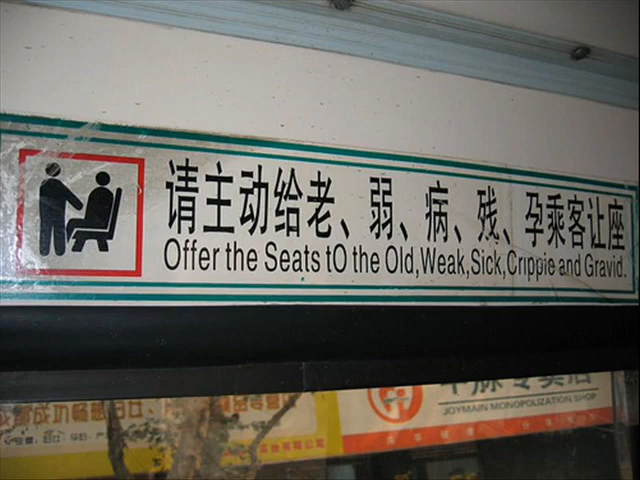 请主动给老、弱、病、残、孕乘客让座
Offer the Seats tO the Old,Weak,Sick,Crippie and Gravid.
JOYMAIN MONOPOLIZATION SHOP